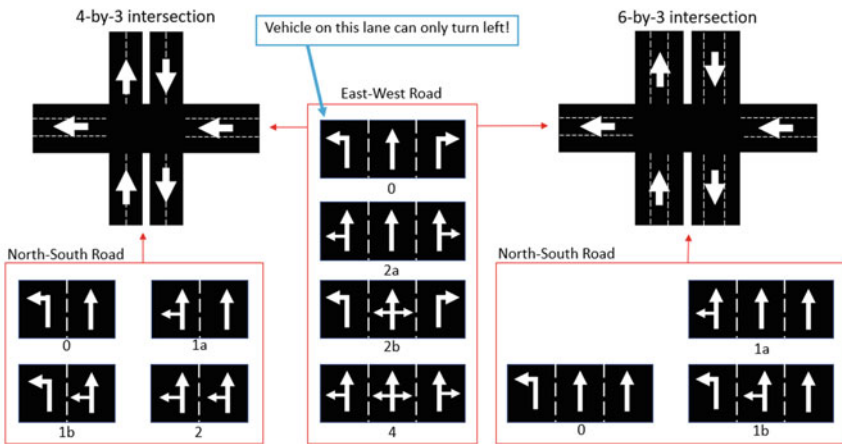 4-by-3 intersection
Vehicle on this lane can only turn left!
6-by-3 intersection
East-West Road
0
2a
2b
4
North-South Road
0
1a
1b
2
North-South Road
1a
0
1b